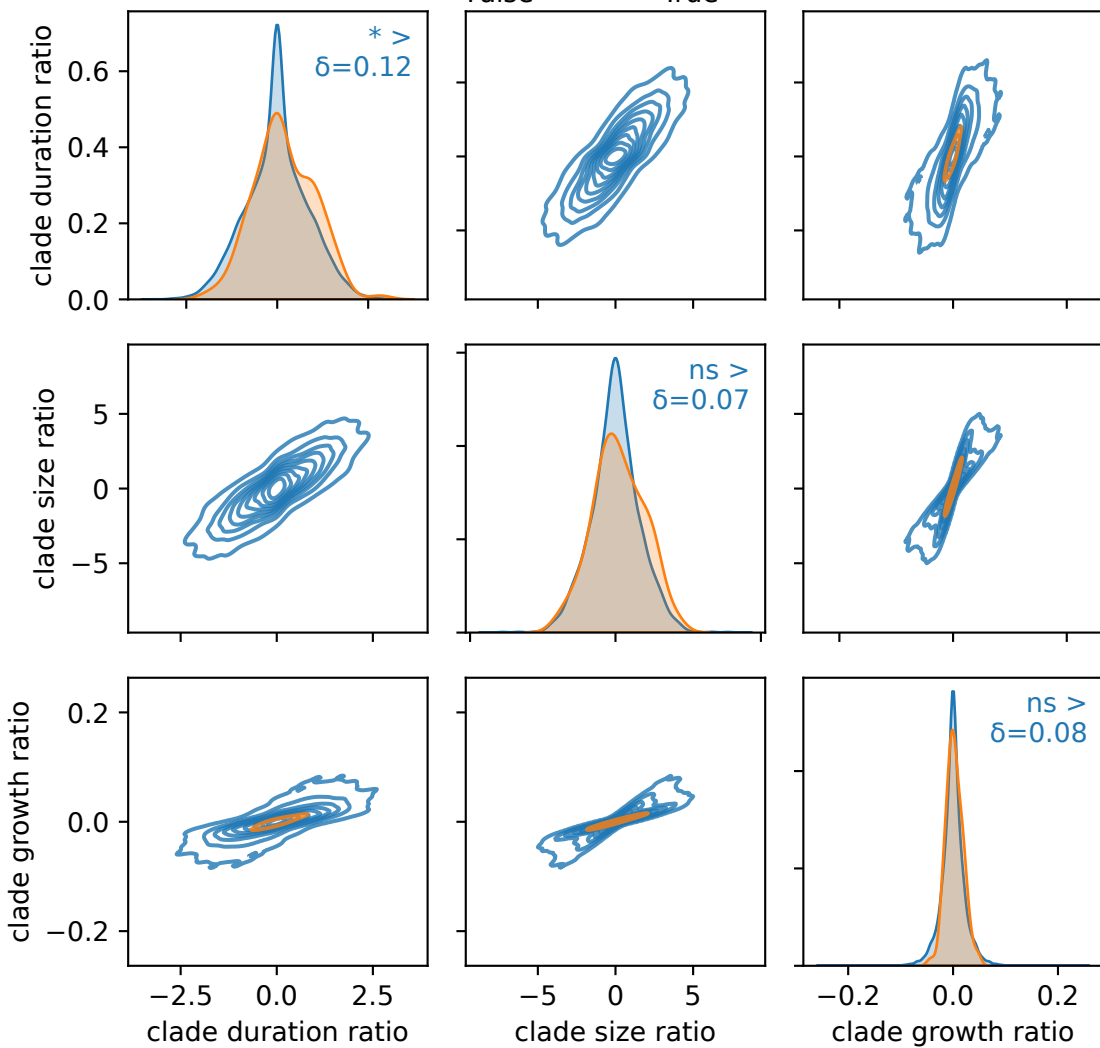 False True
clade duration ratio
0.6
0.4
0.2
0.0
* >
δ=0.12
clade size ratio
5
0
−5
ns >
δ=0.07
clade growth ratio
0.2
0.0
−0.2
ns >
δ=0.08
−2.5 0.0 2.5
−5 0 5
−0.2 0.0 0.2
clade duration ratio
clade size ratio
clade growth ratio